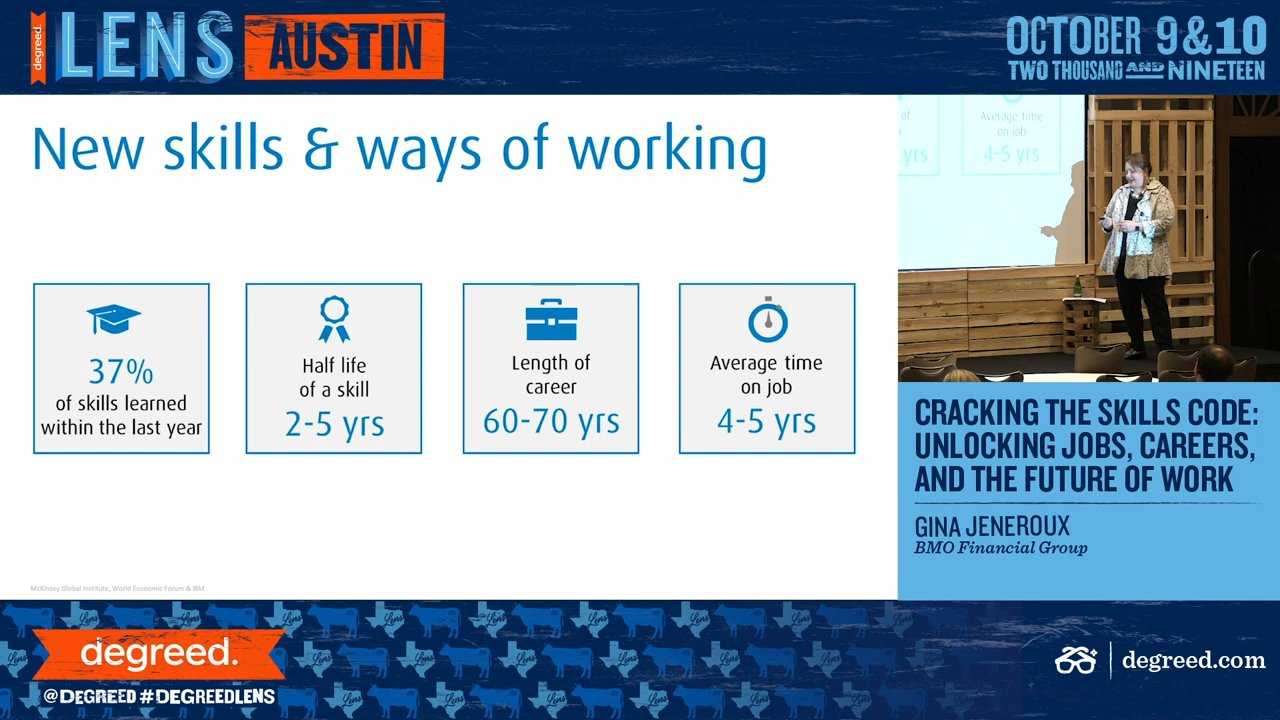 degreed.
LENS
AUSTIN
OCTOBER 9&10
TWO THOUSAND AND NINETEEN
New skills & ways of working
37%
of skills learned
within the last year
Half life
of a skill
2-5 yrs
Length of
career
60-70 yrs
Average time
on job
4-5 yrs
McKinsey Global Institute, World Economic Forum & IBM
of
r
yrs
Average time
on job
4-5 yrs
CRACKING THE SKILLS CODE:
UNLOCKING JOBS, CAREERS,
AND THE FUTURE OF WORK
GINA JENEROUX
BMO Financial Group
degreed.
@DEGREED #DEGREEDLENS
Lens
degreed.com